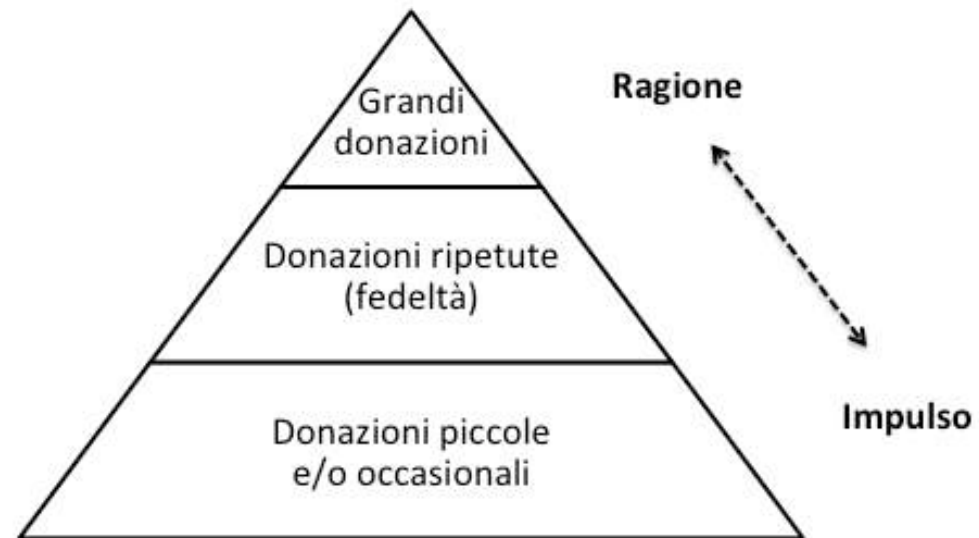 Ragione
Grandi
donazioni
Donazioni ripetute
(fedeltà)
Impulso
Donazioni piccole
e/o occasionali